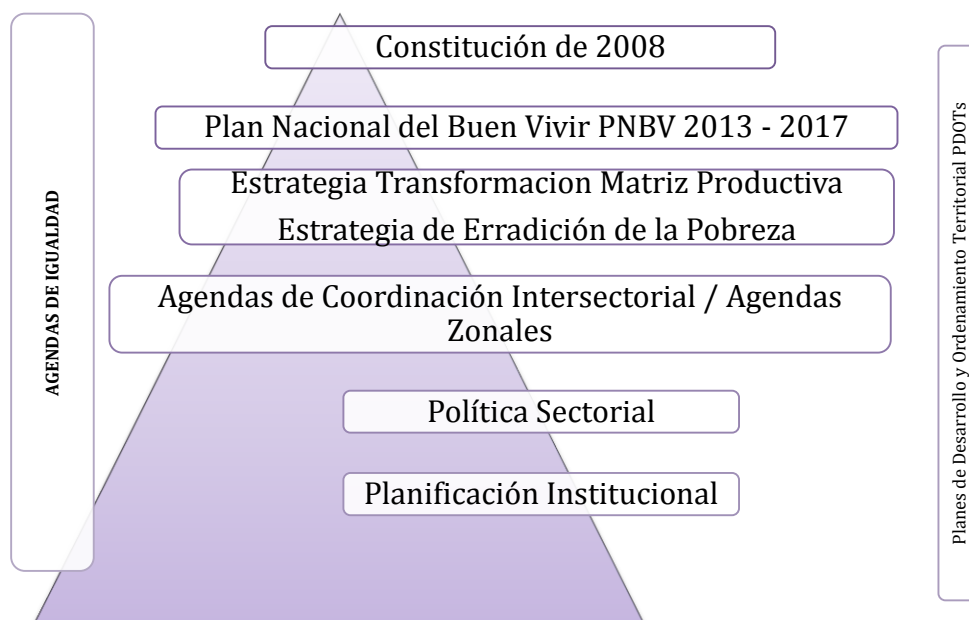 Constitución de 2008
Plan Nacional del Buen Vivir PNBV 2013 - 2017
Estrategia Transformacion Matriz Productiva
Estrategia de Erradición de la Pobreza
Agendas de Coordinación Intersectorial / Agendas
Zonales
Política Sectorial
Planificación Institucional
AGENDAS DE IGUALDAD
Planes de Desarrollo y Ordenamiento Territorial PDOTs